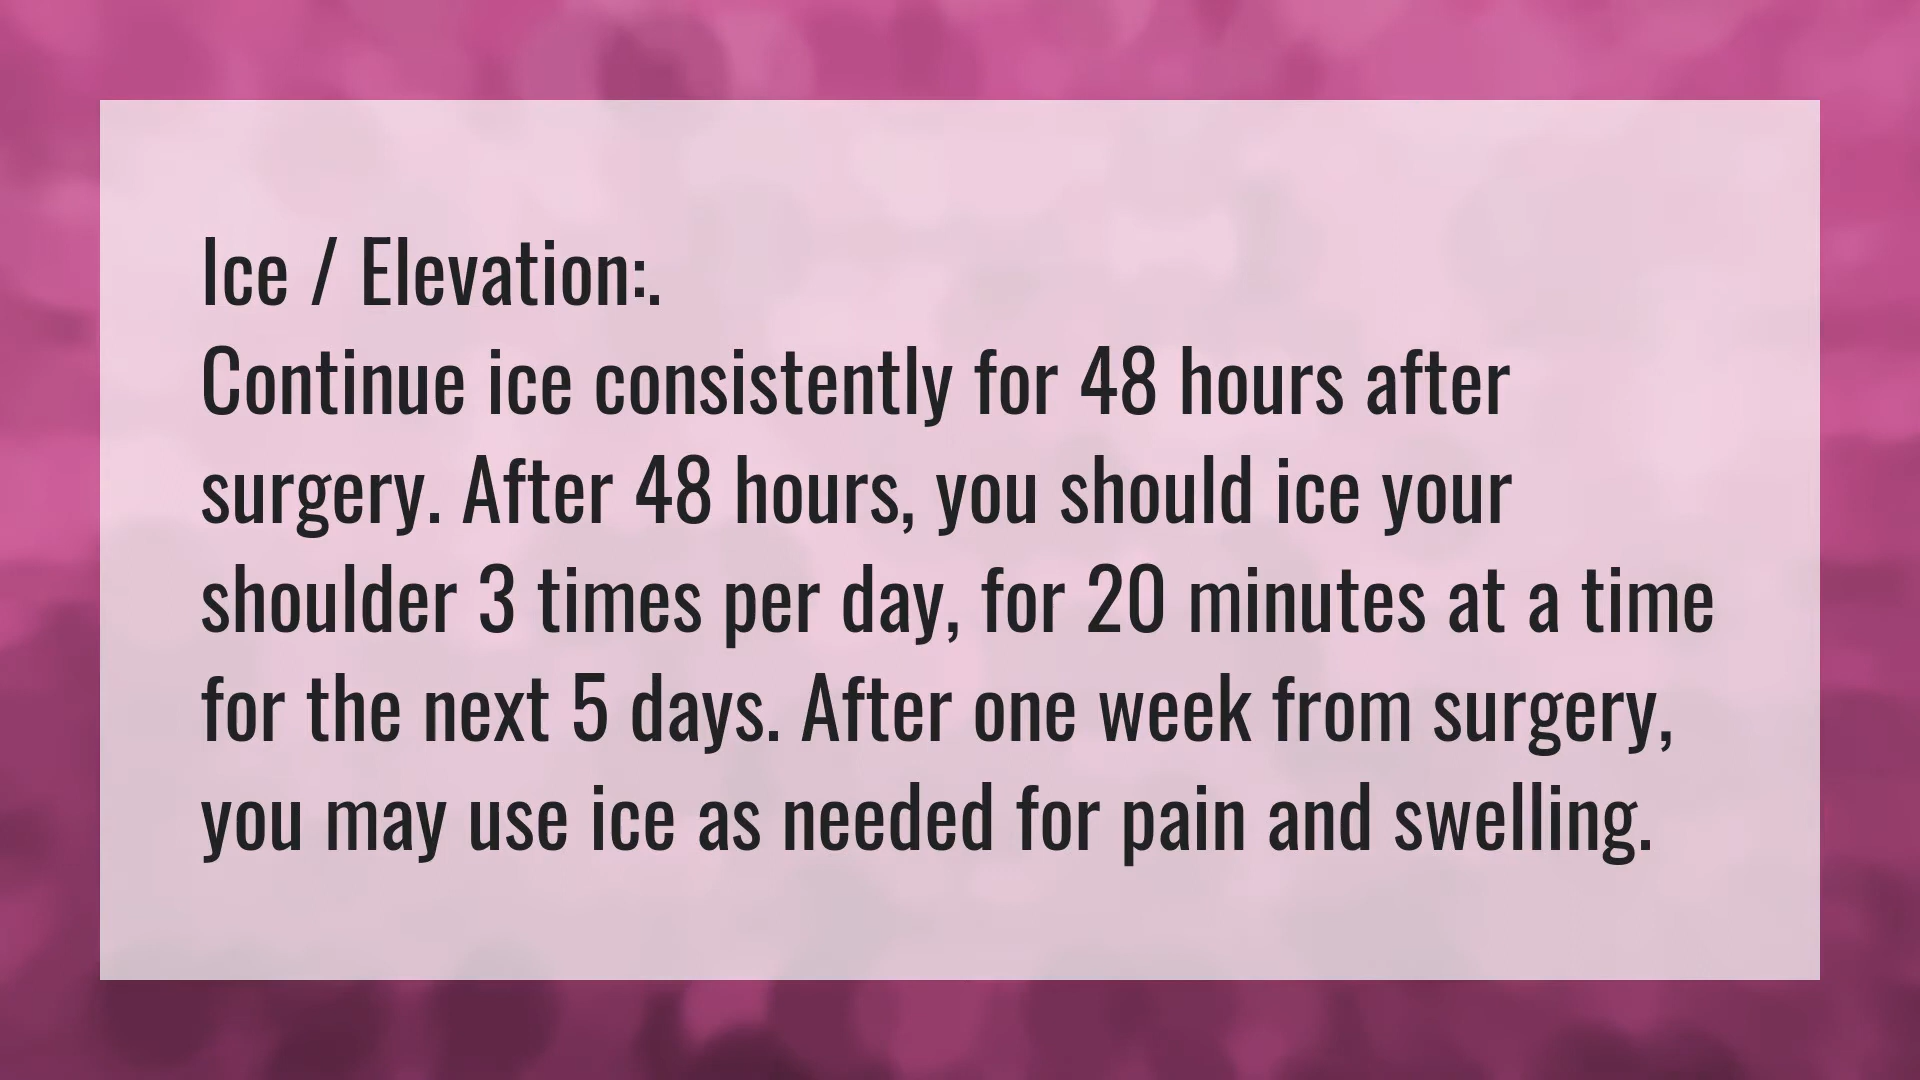 Ice / Elevation:.
Continue ice consistently for 48 hours after
surgery. After 48 hours, you should ice your
shoulder 3 times per day, for 20 minutes at a time
for the next 5 days. After one week from surgery,
you may use ice as needed for pain and swelling.